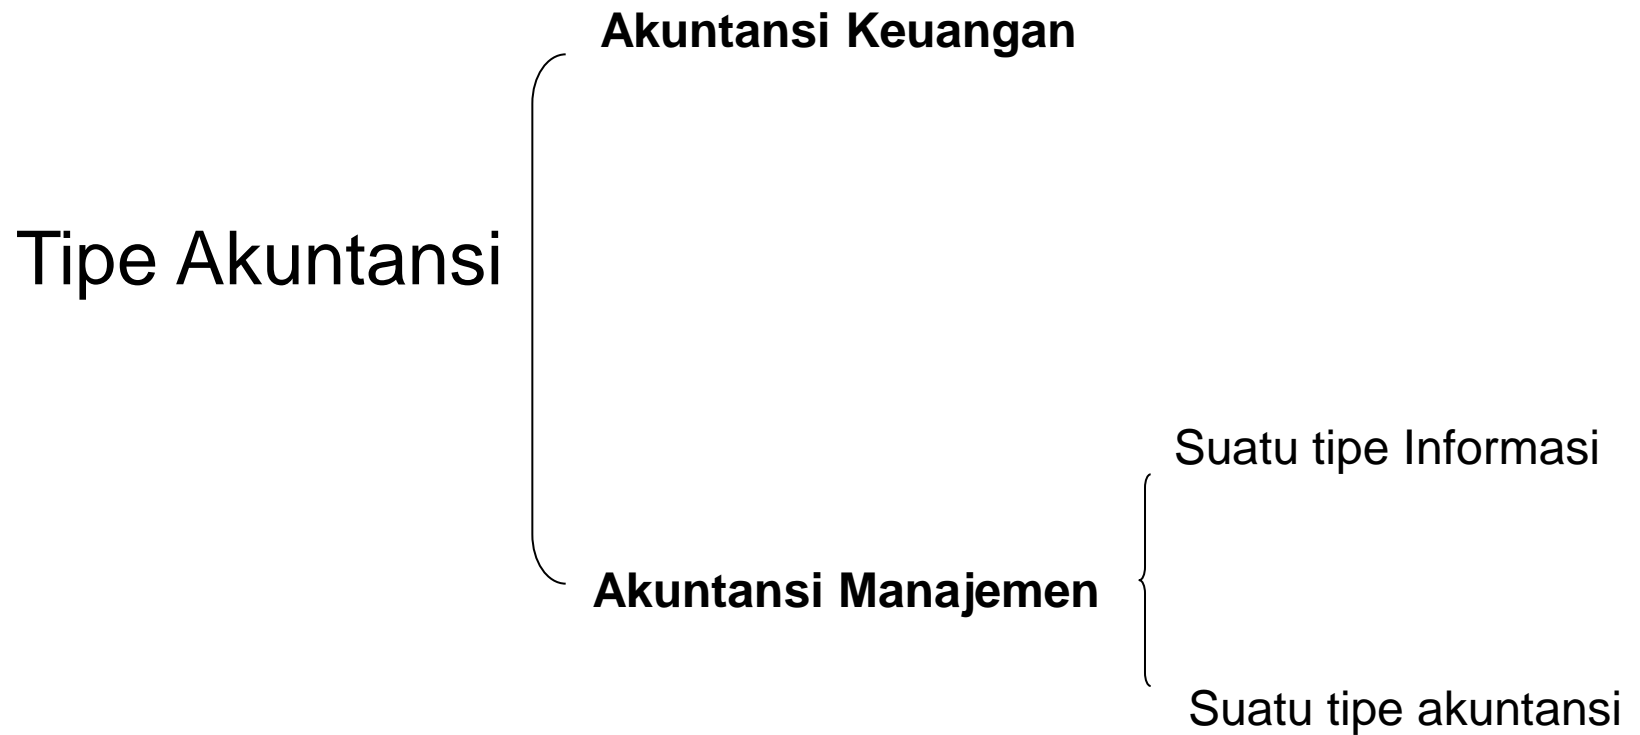 Akuntansi Keuangan
Tipe Akuntansi
Suatu tipe Informasi
Akuntansi Manajemen
Suatu tipe akuntansi